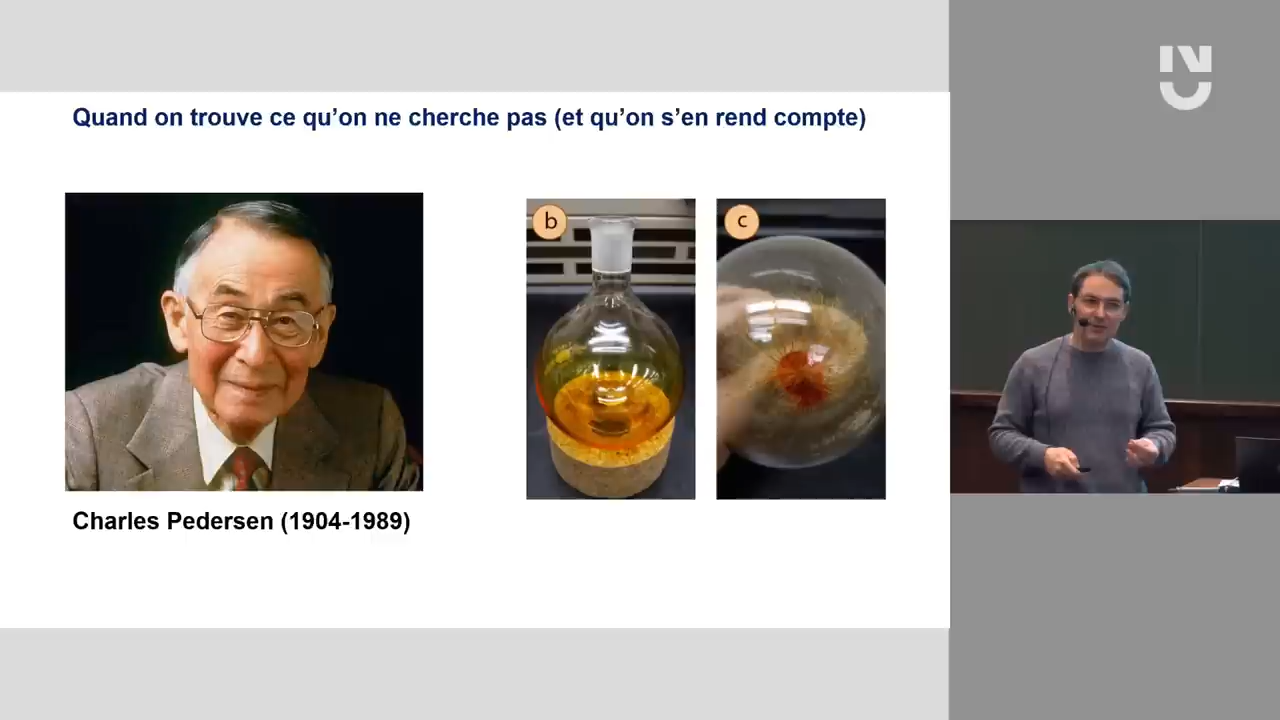 Quand on trouve ce qu’on ne cherche pas (et qu’on s’en rend compte)
b
c
Charles Pedersen (1904-1989)